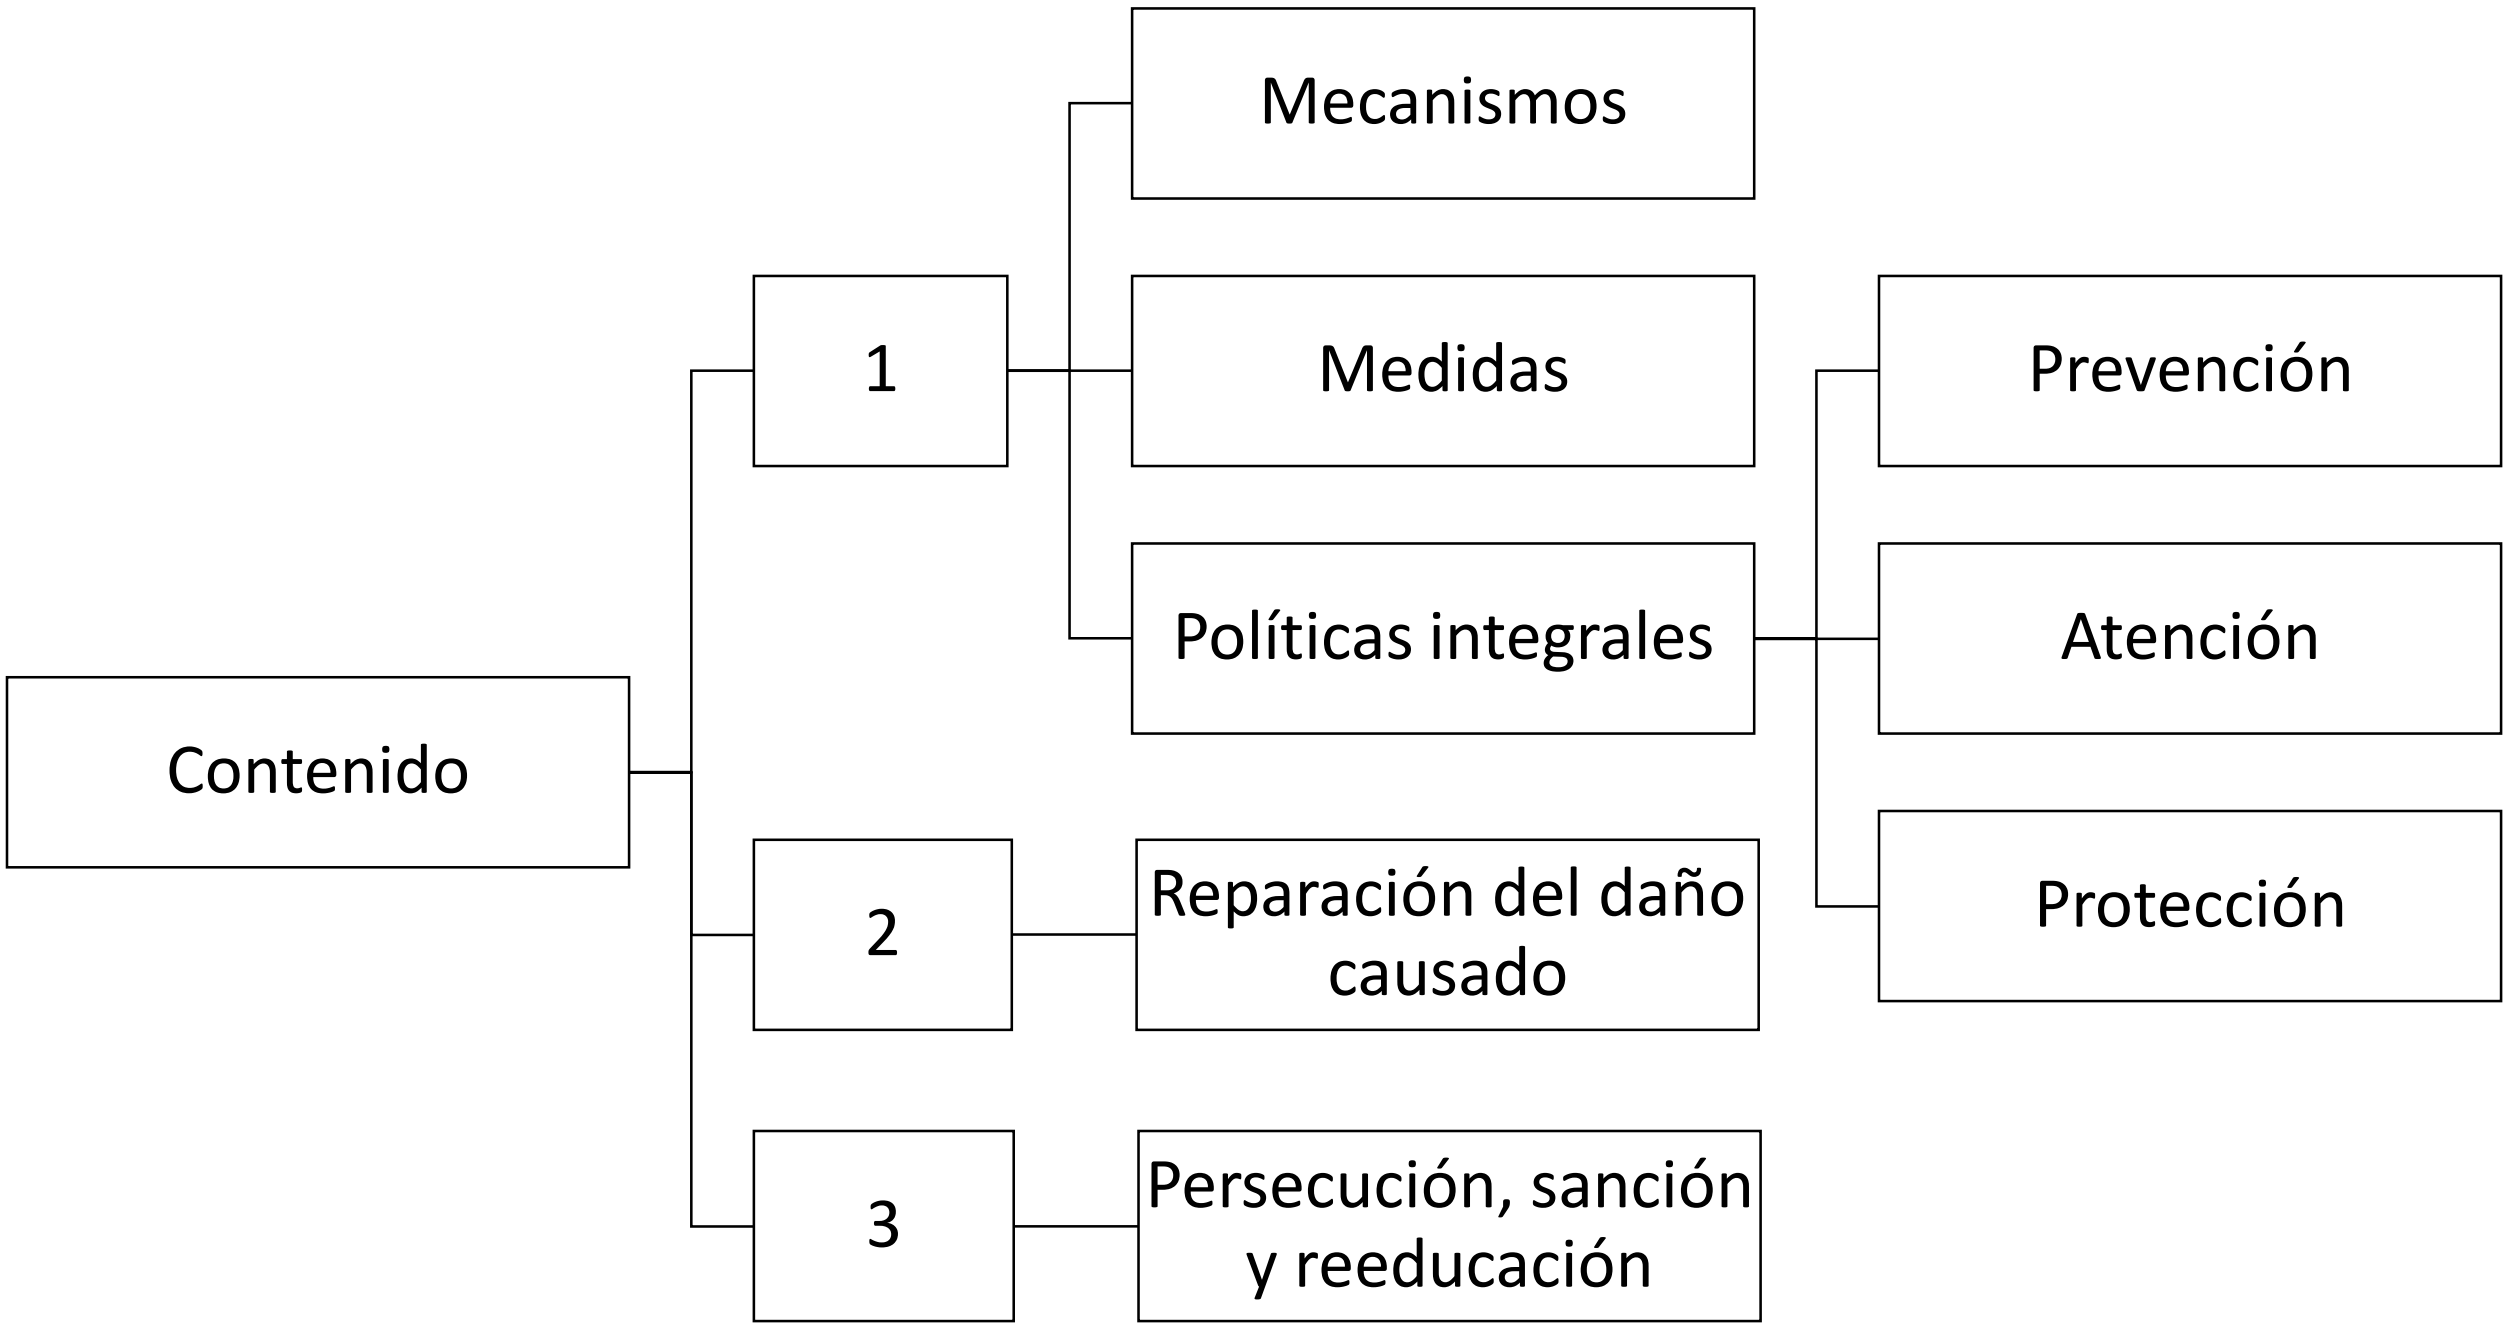 Contenido
1
Mecanismos
Medidas
Políticas integrales
Prevención
Atención
Protección
2
Reparación del daño
causado
3
Persecución, sanción
y reeducación